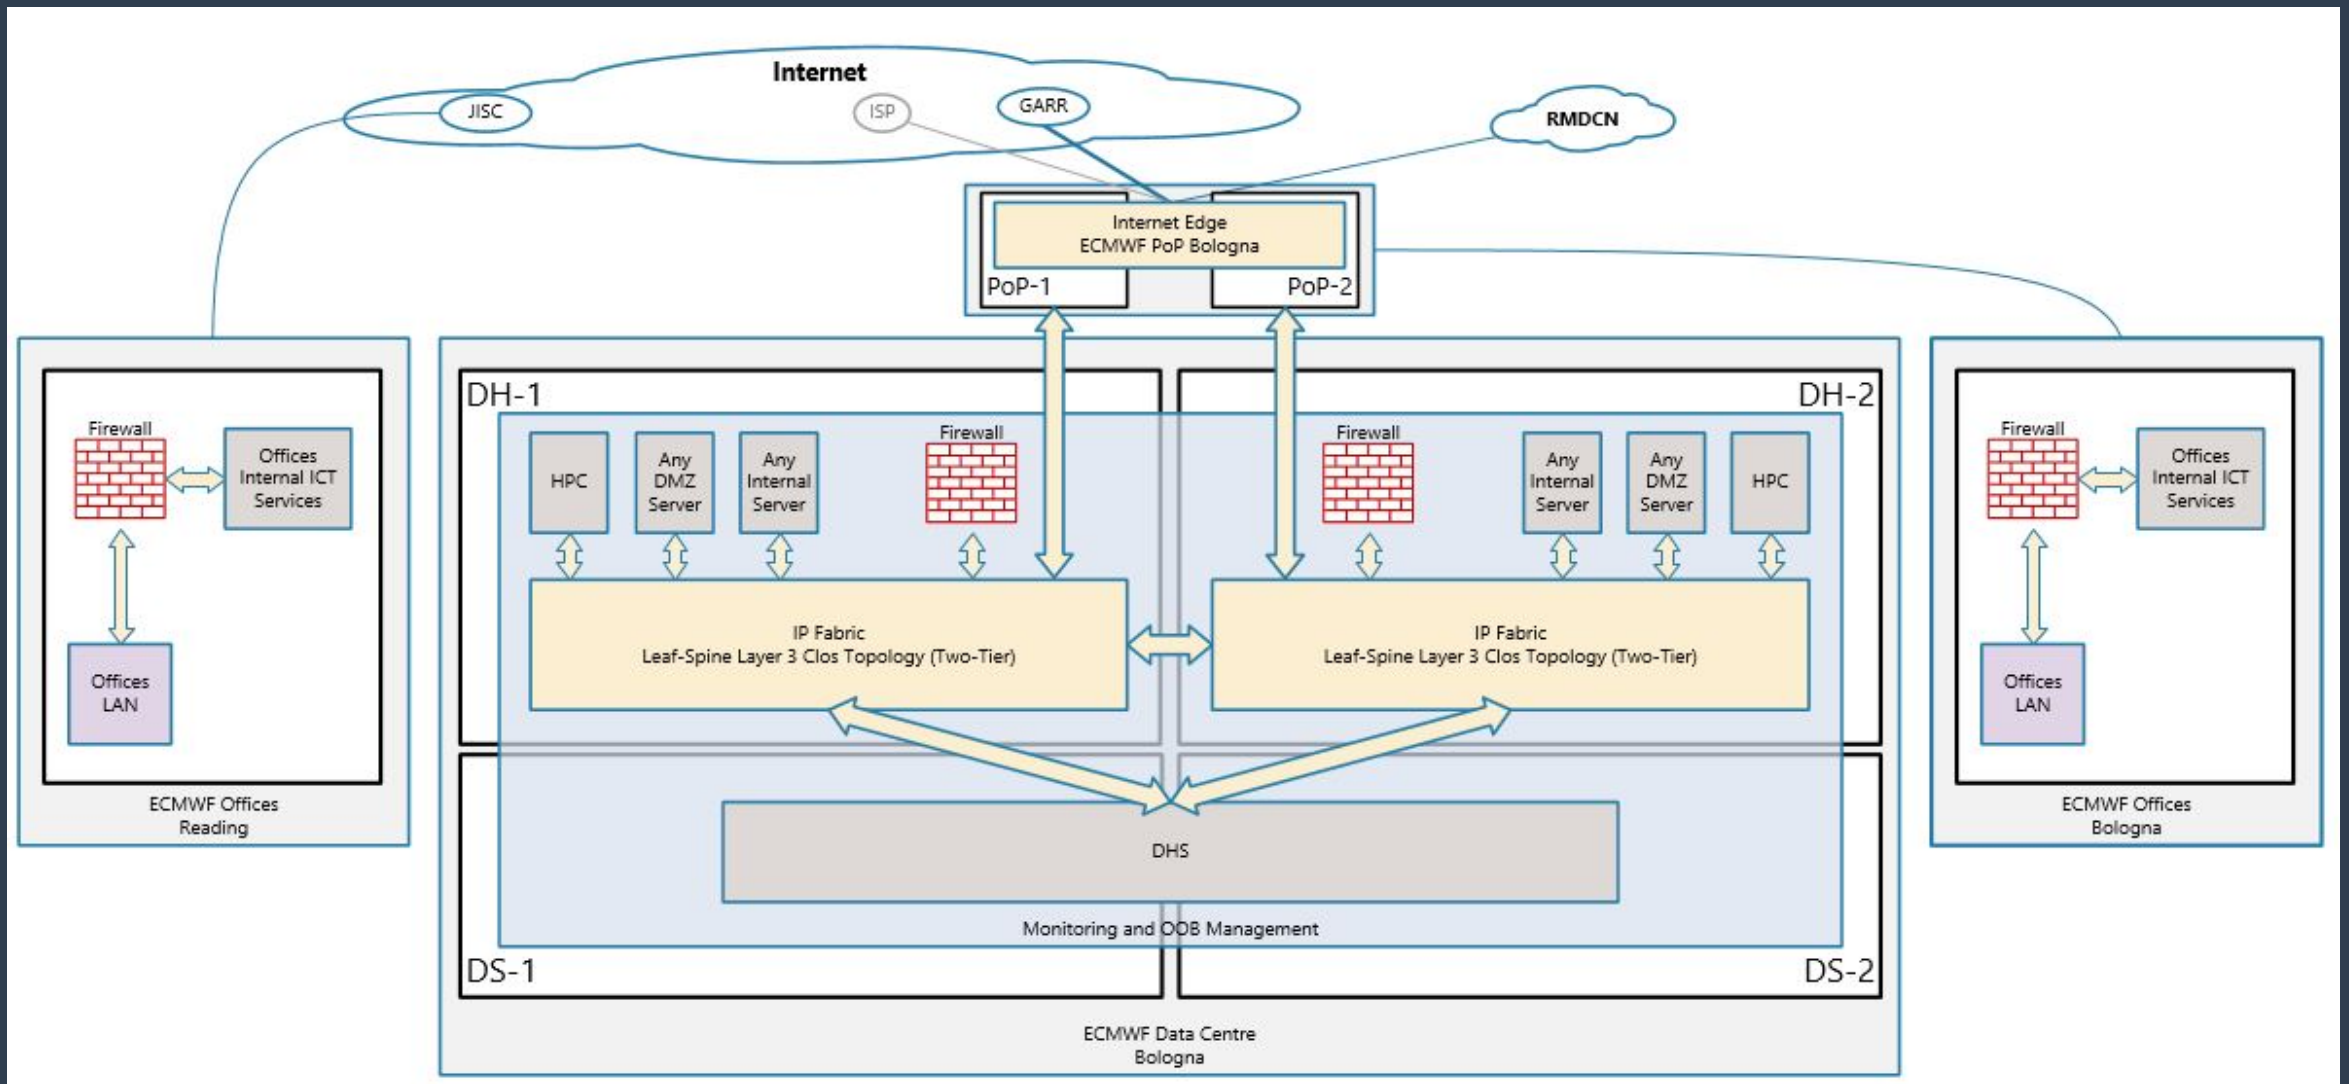 Internet
JISC
ISP
GARR
RMDCN
Internet Edge
ECMWF PoP Bologna
PoP-1
PoP-2
Firewall
Offices
Internal ICT
Services
Offices
LAN
ECMWF Offices
Reading
DH-1
DH-2
HPC
Any
DMZ
Server
Any
Internal
Server
Firewall
Firewall
Any
Internal
Server
Any
DMZ
Server
HPC
IP Fabric
Leaf-Spine Layer 3 Clos Topology (Two-Tier)
IP Fabric
Leaf-Spine Layer 3 Clos Topology (Two-Tier)
DHS
Monitoring and OOB Management
DS-1
DS-2
ECMWF Data Centre
Bologna
Firewall
Offices
Internal ICT
Services
Offices
LAN
ECMWF Offices
Bologna